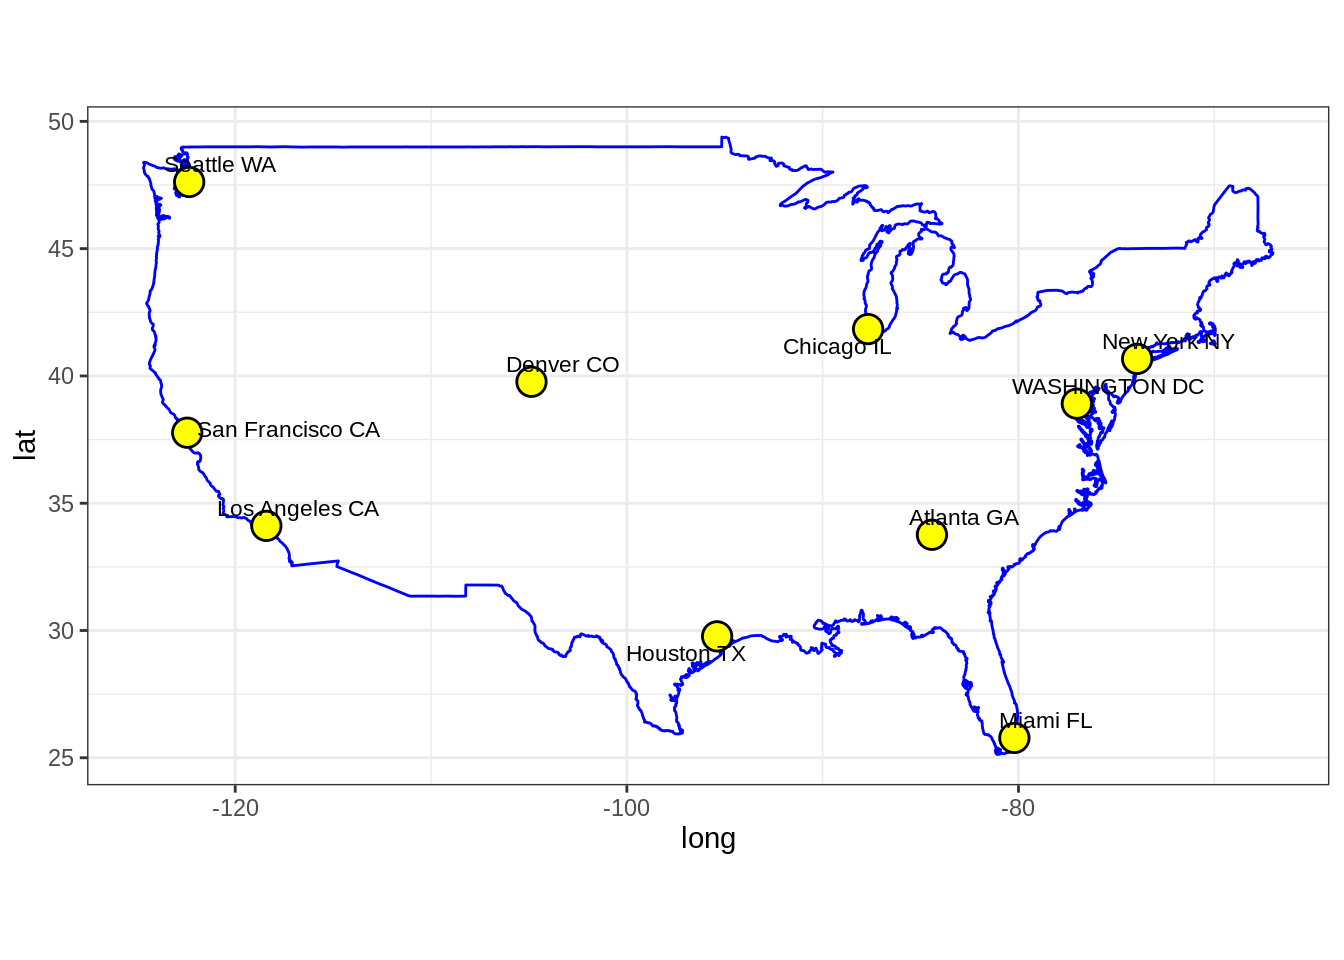 50
Seattle WA
45
New York NY
Chicago IL
Denver CO
40
WASHINGTON DC
San Francisco CA
lat
35
Los Angeles CA
Atlanta GA
30
Houston TX
Miami FL
25
-120
-100
-80
long